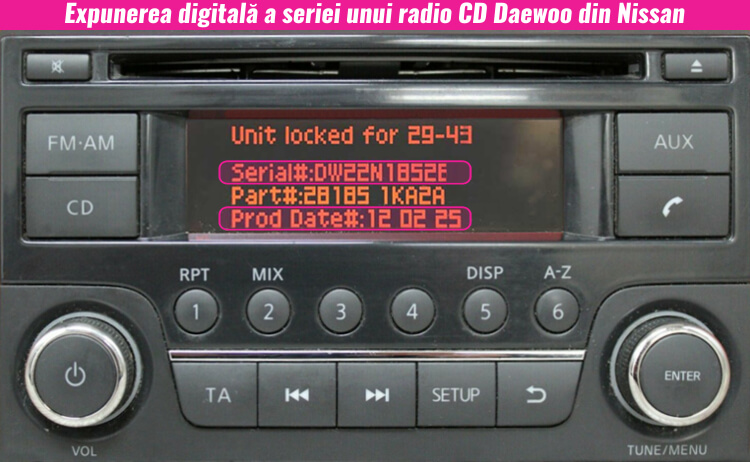 Expunerea digitală a seriei unui radio CD Daewoo din Nissan
FM·AM
AUX
CD
Unit locked for 29-43
Serial#:DW22N1852E
Part#:28185 1KA2A
Prod Date#:12 02 25
RPT MIX DISP A-Z
1 2 3 4 5 6
TA SETUP ENTER
VOL TUNE/MENU